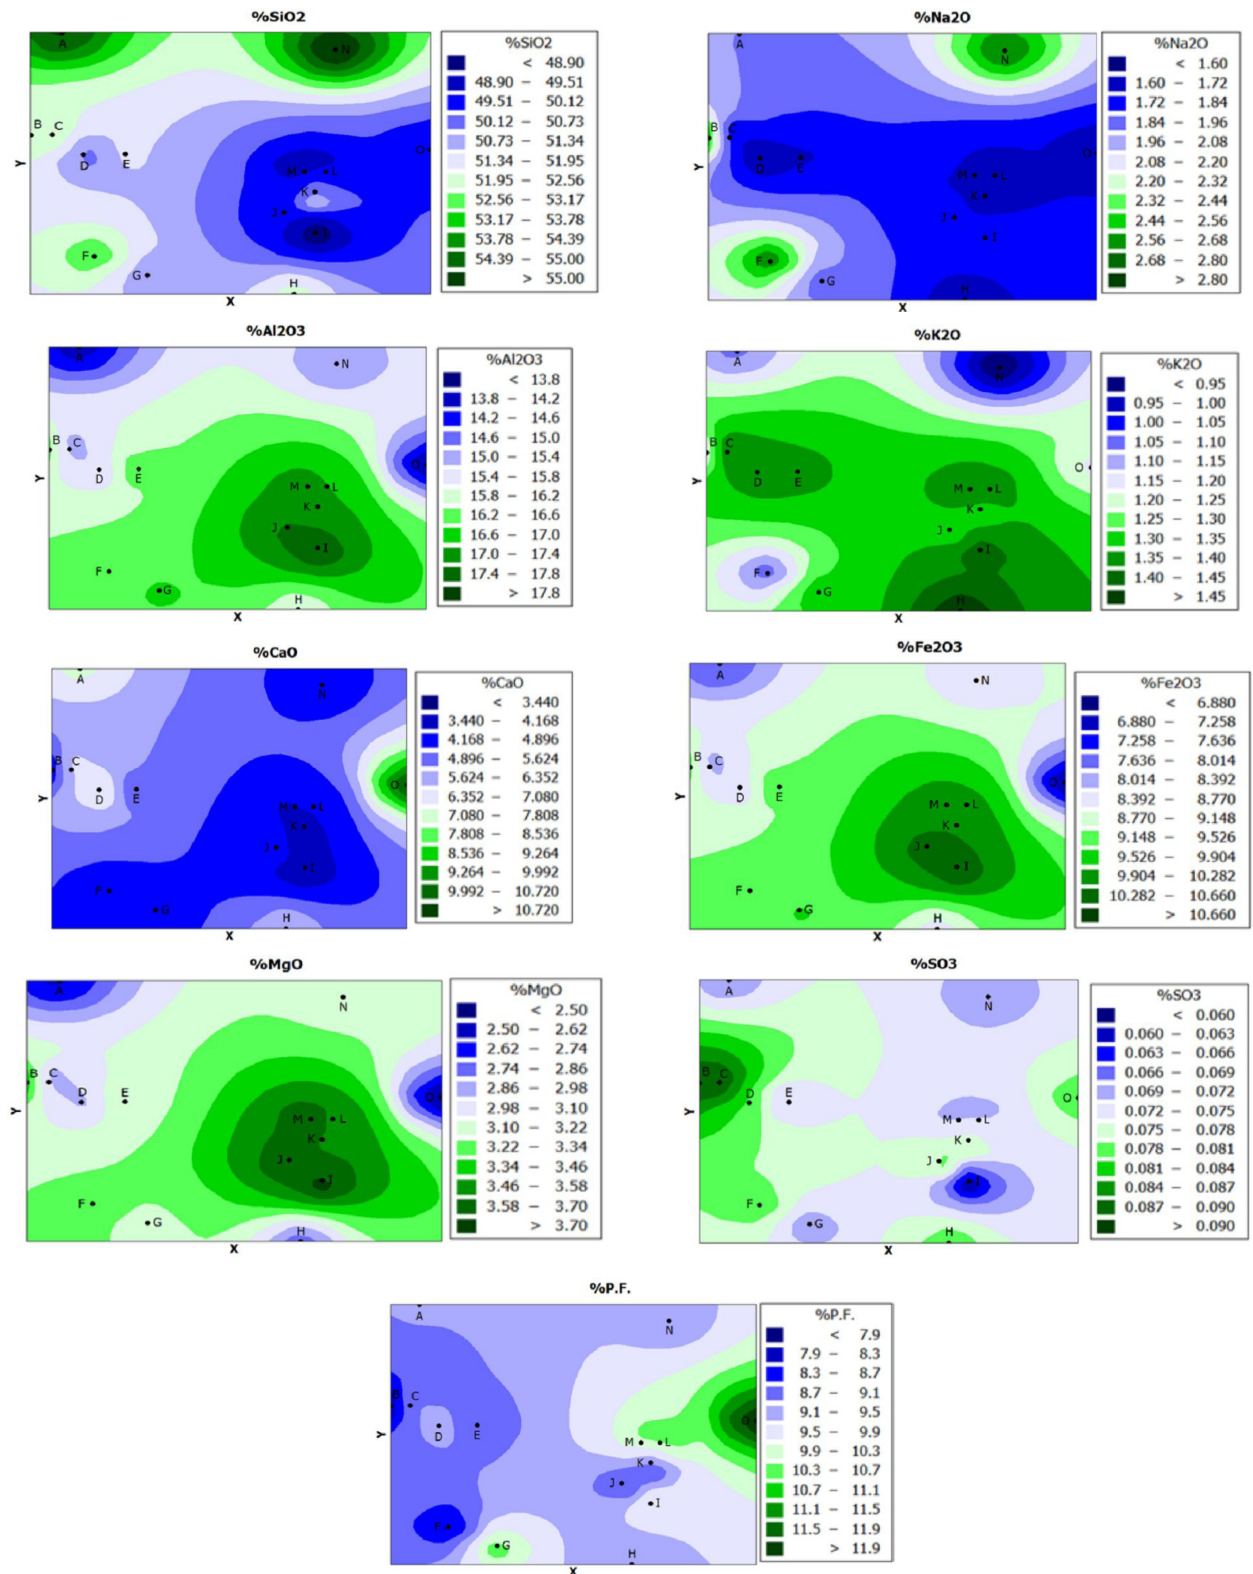 %SiO2
A
N
B
C
D
E
O
M
L
K
J
F
G
H
Y
X
%SiO2
< 48.90
48.90 – 49.51
49.51 – 50.12
50.12 – 50.73
50.73 – 51.34
51.34 – 51.95
51.95 – 52.56
52.56 – 53.17
53.17 – 53.78
53.78 – 54.39
54.39 – 55.00
> 55.00
%Na2O
A
N
B
C
D
E
O
M
L
K
J
I
F
G
H
Y
X
%Na2O
< 1.60
1.60 – 1.72
1.72 – 1.84
1.84 – 1.96
1.96 – 2.08
2.08 – 2.20
2.20 – 2.32
2.32 – 2.44
2.44 – 2.56
2.56 – 2.68
2.68 – 2.80
> 2.80
%Al2O3
A
N
B
C
D
E
O
M
L
K
J
I
F
G
H
Y
X
%Al2O3
< 13.8
13.8 – 14.2
14.2 – 14.6
14.6 – 15.0
15.0 – 15.4
15.4 – 15.8
15.8 – 16.2
16.2 – 16.6
16.6 – 17.0
17.0 – 17.4
17.4 – 17.8
> 17.8
%K2O
A
N
B
C
D
E
O
M
L
K
J
I
F
G
H
Y
X
%K2O
< 0.95
0.95 – 1.00
1.00 – 1.05
1.05 – 1.10
1.10 – 1.15
1.15 – 1.20
1.20 – 1.25
1.25 – 1.30
1.30 – 1.35
1.35 – 1.40
1.40 – 1.45
> 1.45
%CaO
A
N
B
C
D
E
O
M
L
K
J
I
F
G
H
Y
X
%CaO
< 3.440
3.440 – 4.168
4.168 – 4.896
4.896 – 5.624
5.624 – 6.352
6.352 – 7.080
7.080 – 7.808
7.808 – 8.536
8.536 – 9.264
9.264 – 9.992
9.992 – 10.720
> 10.720
%Fe2O3
A
N
B
C
D
E
O
M
L
K
J
I
F
G
H
Y
X
%Fe2O3
< 6.880
6.880 – 7.258
7.258 – 7.636
7.636 – 8.014
8.014 – 8.392
8.392 – 8.770
8.770 – 9.148
9.148 – 9.526
9.526 – 9.904
9.904 – 10.282
10.282 – 10.660
> 10.660
%MgO
A
N
B
C
D
E
O
M
L
K
J
I
F
G
H
Y
X
%MgO
< 2.50
2.50 – 2.62
2.62 – 2.74
2.74 – 2.86
2.86 – 2.98
2.98 – 3.10
3.10 – 3.22
3.22 – 3.34
3.34 – 3.46
3.46 – 3.58
3.58 – 3.70
> 3.70
%SO3
A
N
B
C
D
E
O
M
L
K
J
I
F
G
H
Y
X
%SO3
< 0.060
0.060 – 0.063
0.063 – 0.066
0.066 – 0.069
0.069 – 0.072
0.072 – 0.075
0.075 – 0.078
0.078 – 0.081
0.081 – 0.084
0.084 – 0.087
0.087 – 0.090
> 0.090
%P.F.
A
N
B
C
D
E
O
M
L
K
J
I
F
G
H
Y
X
%P.F.
< 7.9
7.9 – 8.3
8.3 – 8.7
8.7 – 9.1
9.1 – 9.5
9.5 – 9.9
9.9 – 10.3
10.3 – 10.7
10.7 – 11.1
11.1 – 11.5
11.5 – 11.9
> 11.9